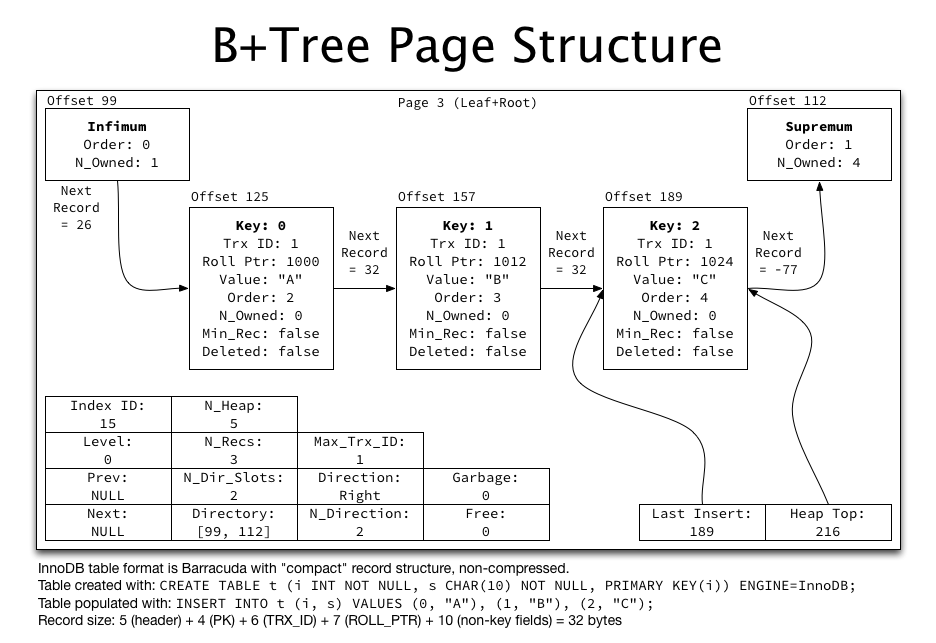 B+Tree Page Structure
Offset 99
Page 3 (Leaf+Root)
Offset 112
Infimum
Order: 0
N_Owned: 1
Supremum
Order: 1
N_Owned: 4
Next
Record
= 26
Offset 125
Key: 0
Trx ID: 1
Roll Ptr: 1000
Value: "A"
Order: 2
N_Owned: 0
Min_Rec: false
Deleted: false
Next
Record
= 32
Offset 157
Key: 1
Trx ID: 1
Roll Ptr: 1012
Value: "B"
Order: 3
N_Owned: 0
Min_Rec: false
Deleted: false
Next
Record
= 32
Offset 189
Key: 2
Trx ID: 1
Roll Ptr: 1024
Value: "C"
Order: 4
N_Owned: 0
Min_Rec: false
Deleted: false
Next
Record
= -77
Index ID:
15
N_Heap:
5
Level:
0
N_Recs:
3
Max_Trx_ID:
1
Prev:
NULL
N_Dir_Slots:
2
Direction:
Right
Garbage:
0
Next:
NULL
Directory:
[99, 112]
N_Direction:
2
Free:
0
Last Insert:
189
Heap Top:
216
InnoDB table format is Barracuda with "compact" record structure, non-compressed.
Table created with: CREATE TABLE t (i INT NOT NULL, s CHAR(10) NOT NULL, PRIMARY KEY(i)) ENGINE=InnoDB;
Table populated with: INSERT INTO t (i, s) VALUES (0, "A"), (1, "B"), (2, "C");
Record size: 5 (header) + 4 (PK) + 6 (TRX_ID) + 7 (ROLL_PTR) + 10 (non-key fields) = 32 bytes